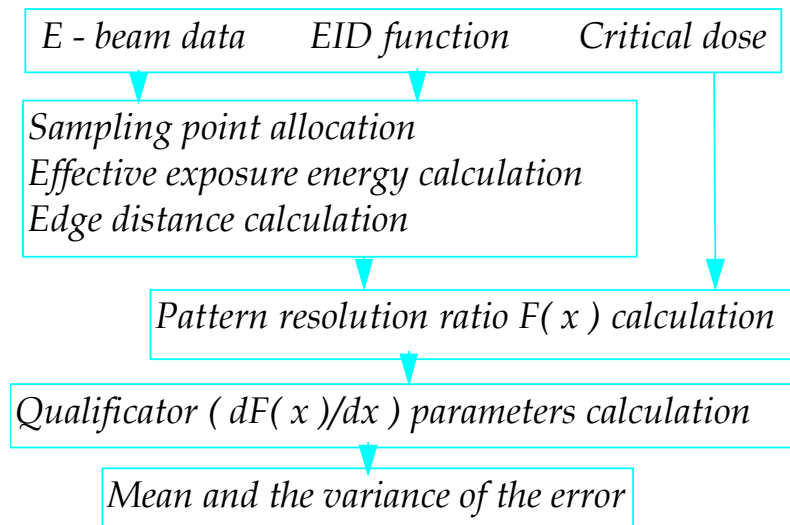 E - beam data EID function Critical dose
Sampling point allocation
Effective exposure energy calculation
Edge distance calculation
Pattern resolution ratio F( x ) calculation
Qualificator ( dF( x )/dx ) parameters calculation
Mean and the variance of the error